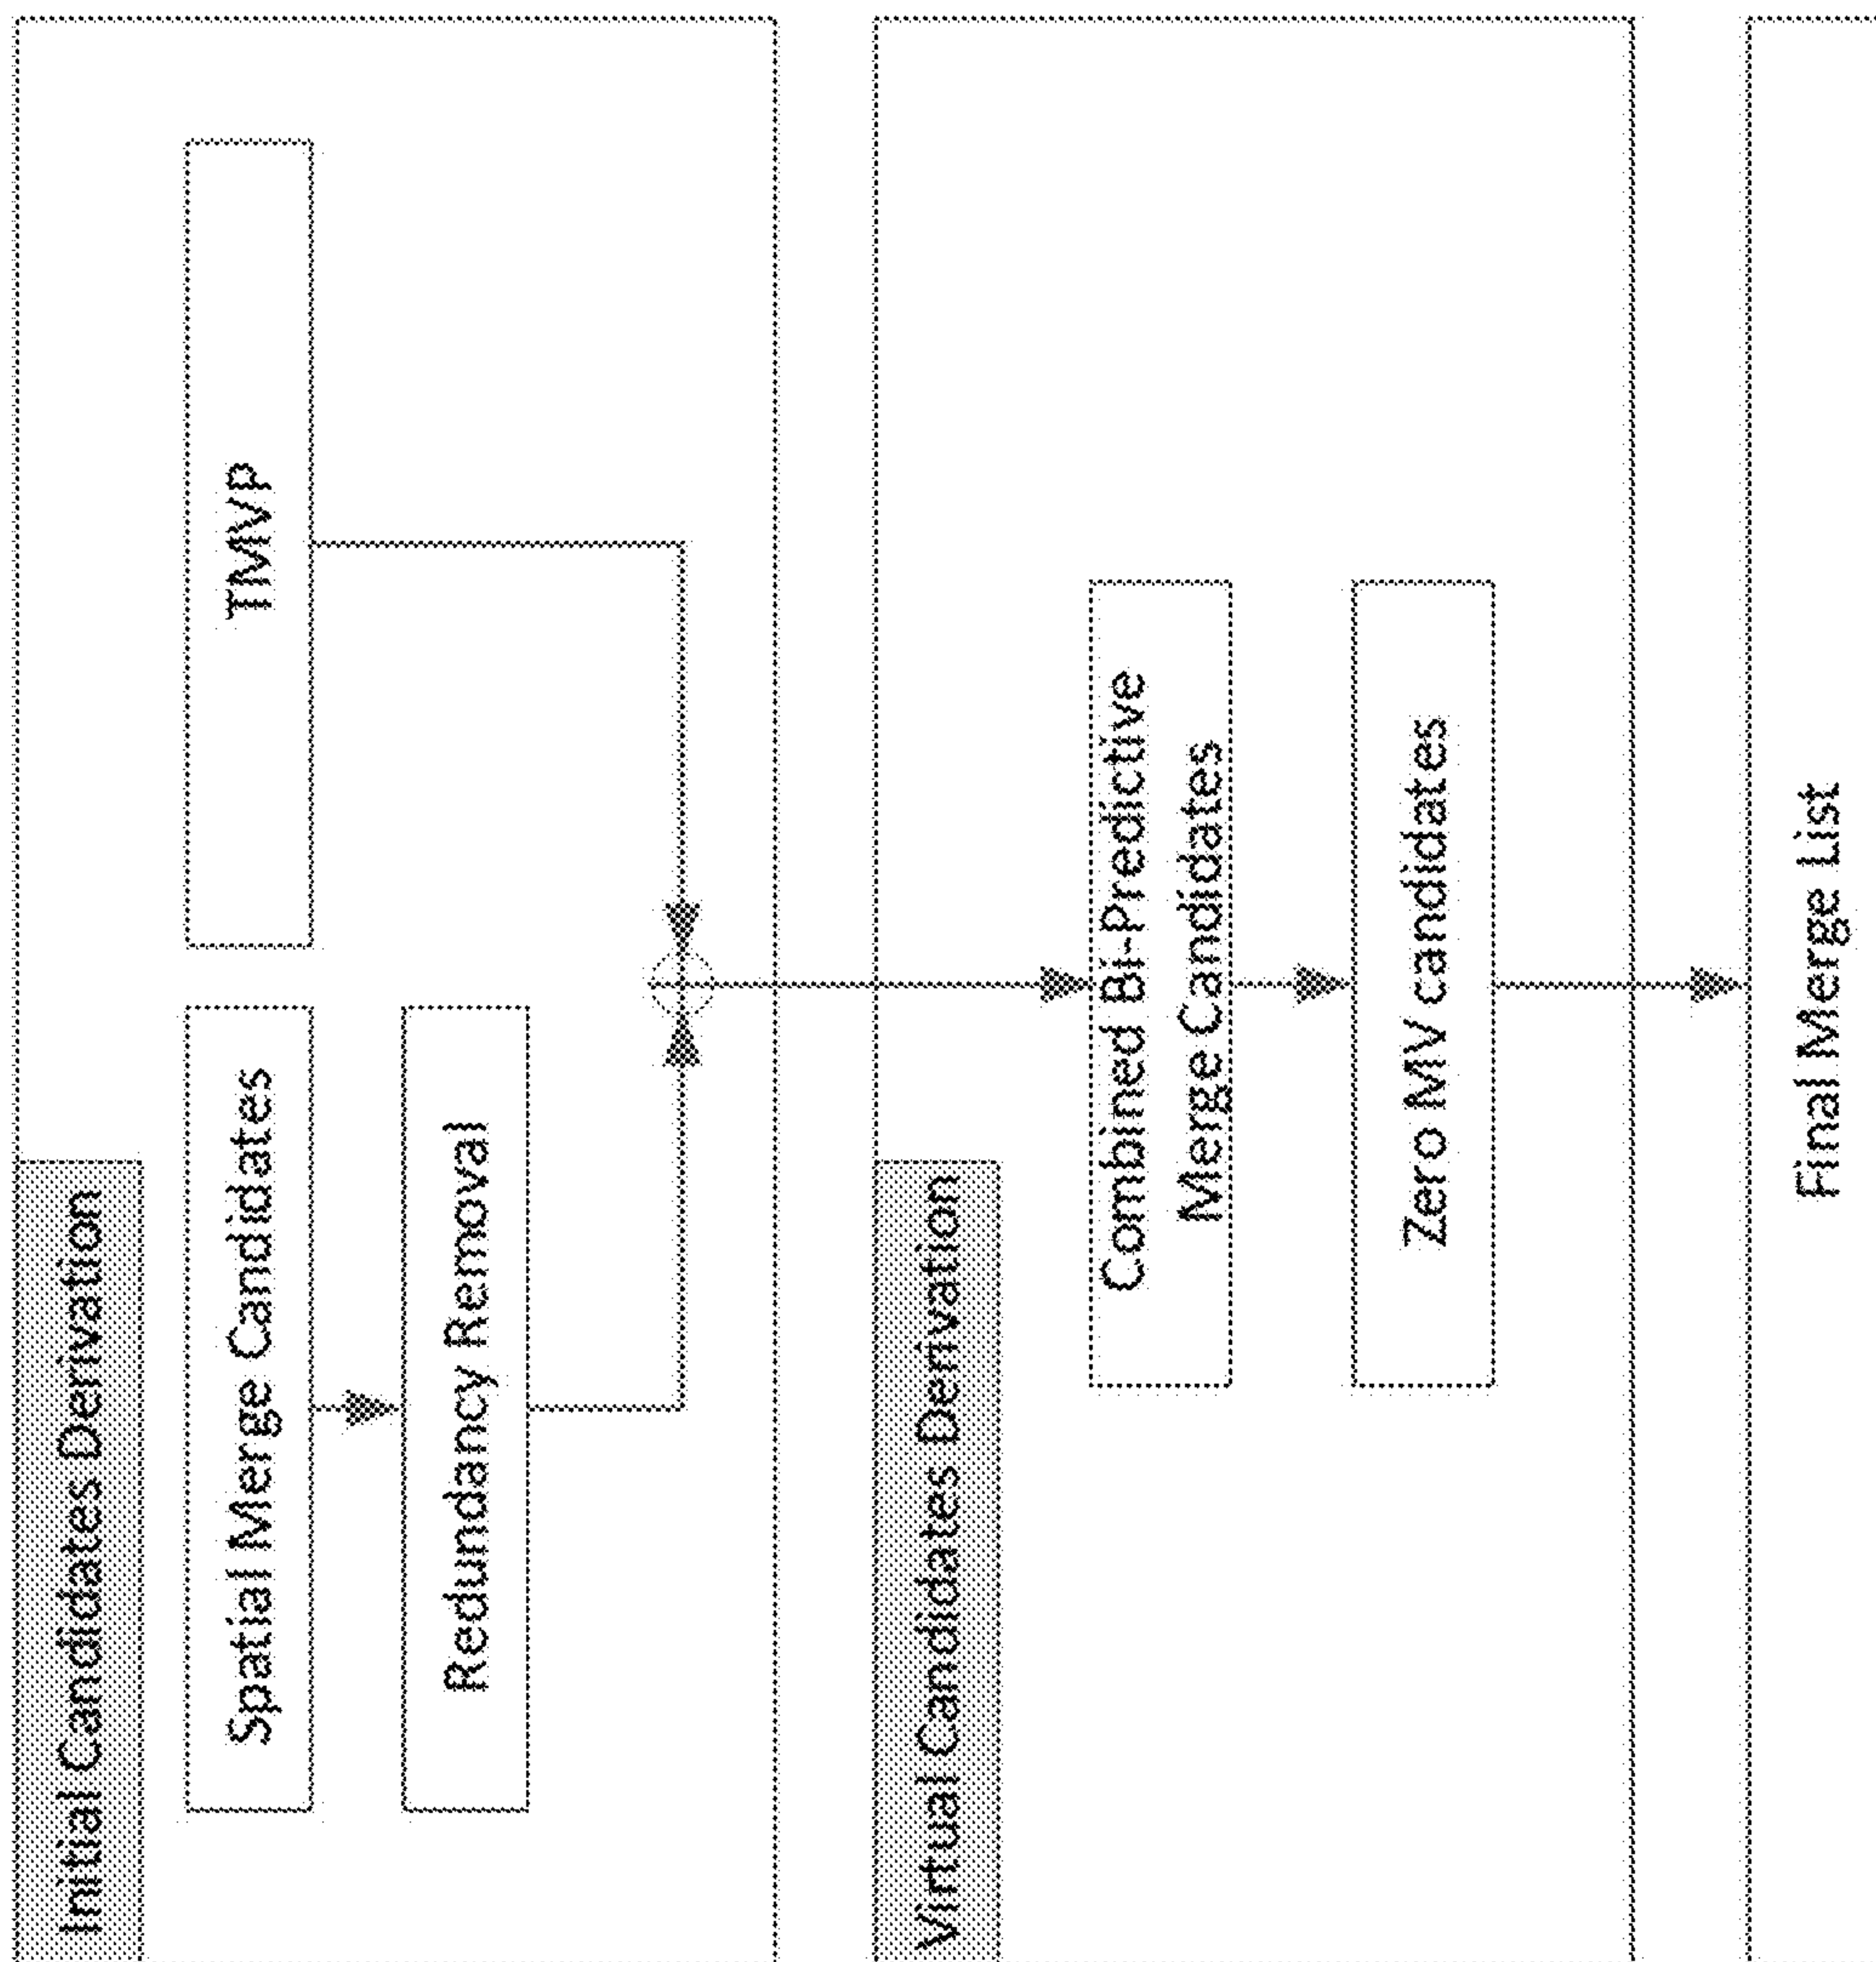 Initial Candidates Derivation
Spatial Merge Candidates
TMVP
Redundancy Removal
Virtual Candidates Derivation
Combined Bi-Predictive
Merge Candidates
Zero MV candidates
Final Merge List